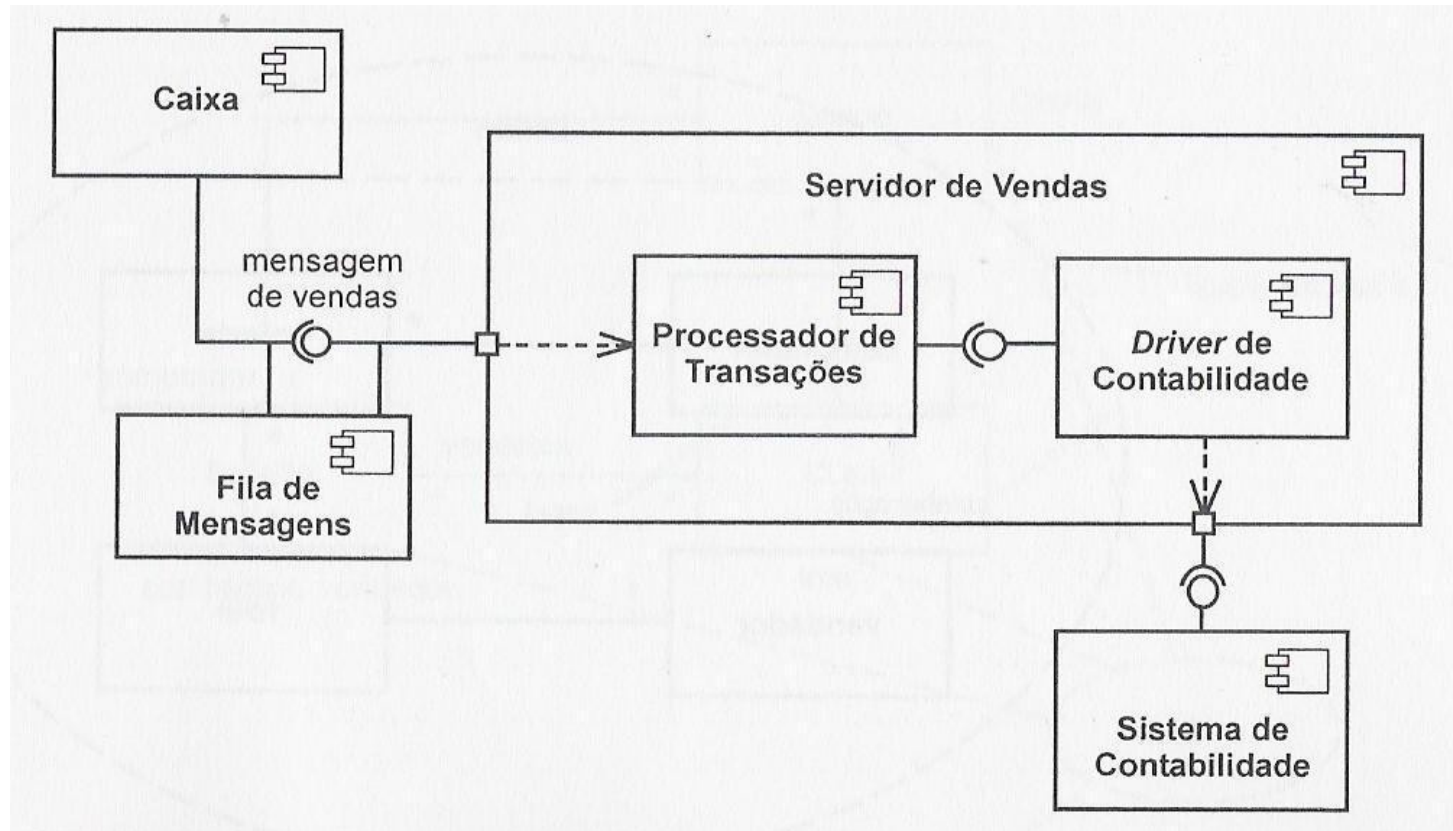 Caixa
Servidor de Vendas
mensagem
de vendas
Processador de
Transações
Driver de
Contabilidade
Fila de
Mensagens
Sistema de
Contabilidade